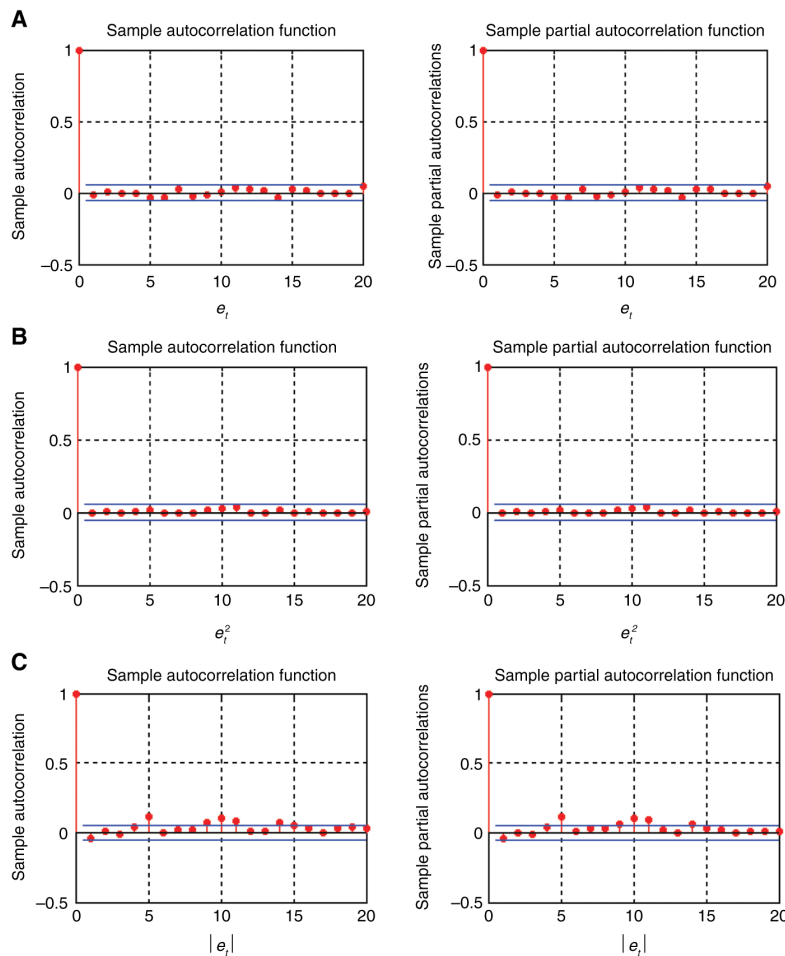 A
Sample autocorrelation function
Sample autocorrelation
1
0.5
0
−0.5
0 5 10 15 20
e_t
Sample partial autocorrelation function
Sample partial autocorrelations
1
0.5
0
−0.5
0 5 10 15 20
e_t
B
Sample autocorrelation function
Sample autocorrelation
1
0.5
0
−0.5
0 5 10 15 20
e_t^2
Sample partial autocorrelation function
Sample partial autocorrelations
1
0.5
0
−0.5
0 5 10 15 20
e_t^2
C
Sample autocorrelation function
Sample autocorrelation
1
0.5
0
−0.5
0 5 10 15 20
|e_t|
Sample partial autocorrelation function
Sample partial autocorrelations
1
0.5
0
−0.5
0 5 10 15 20
|e_t|